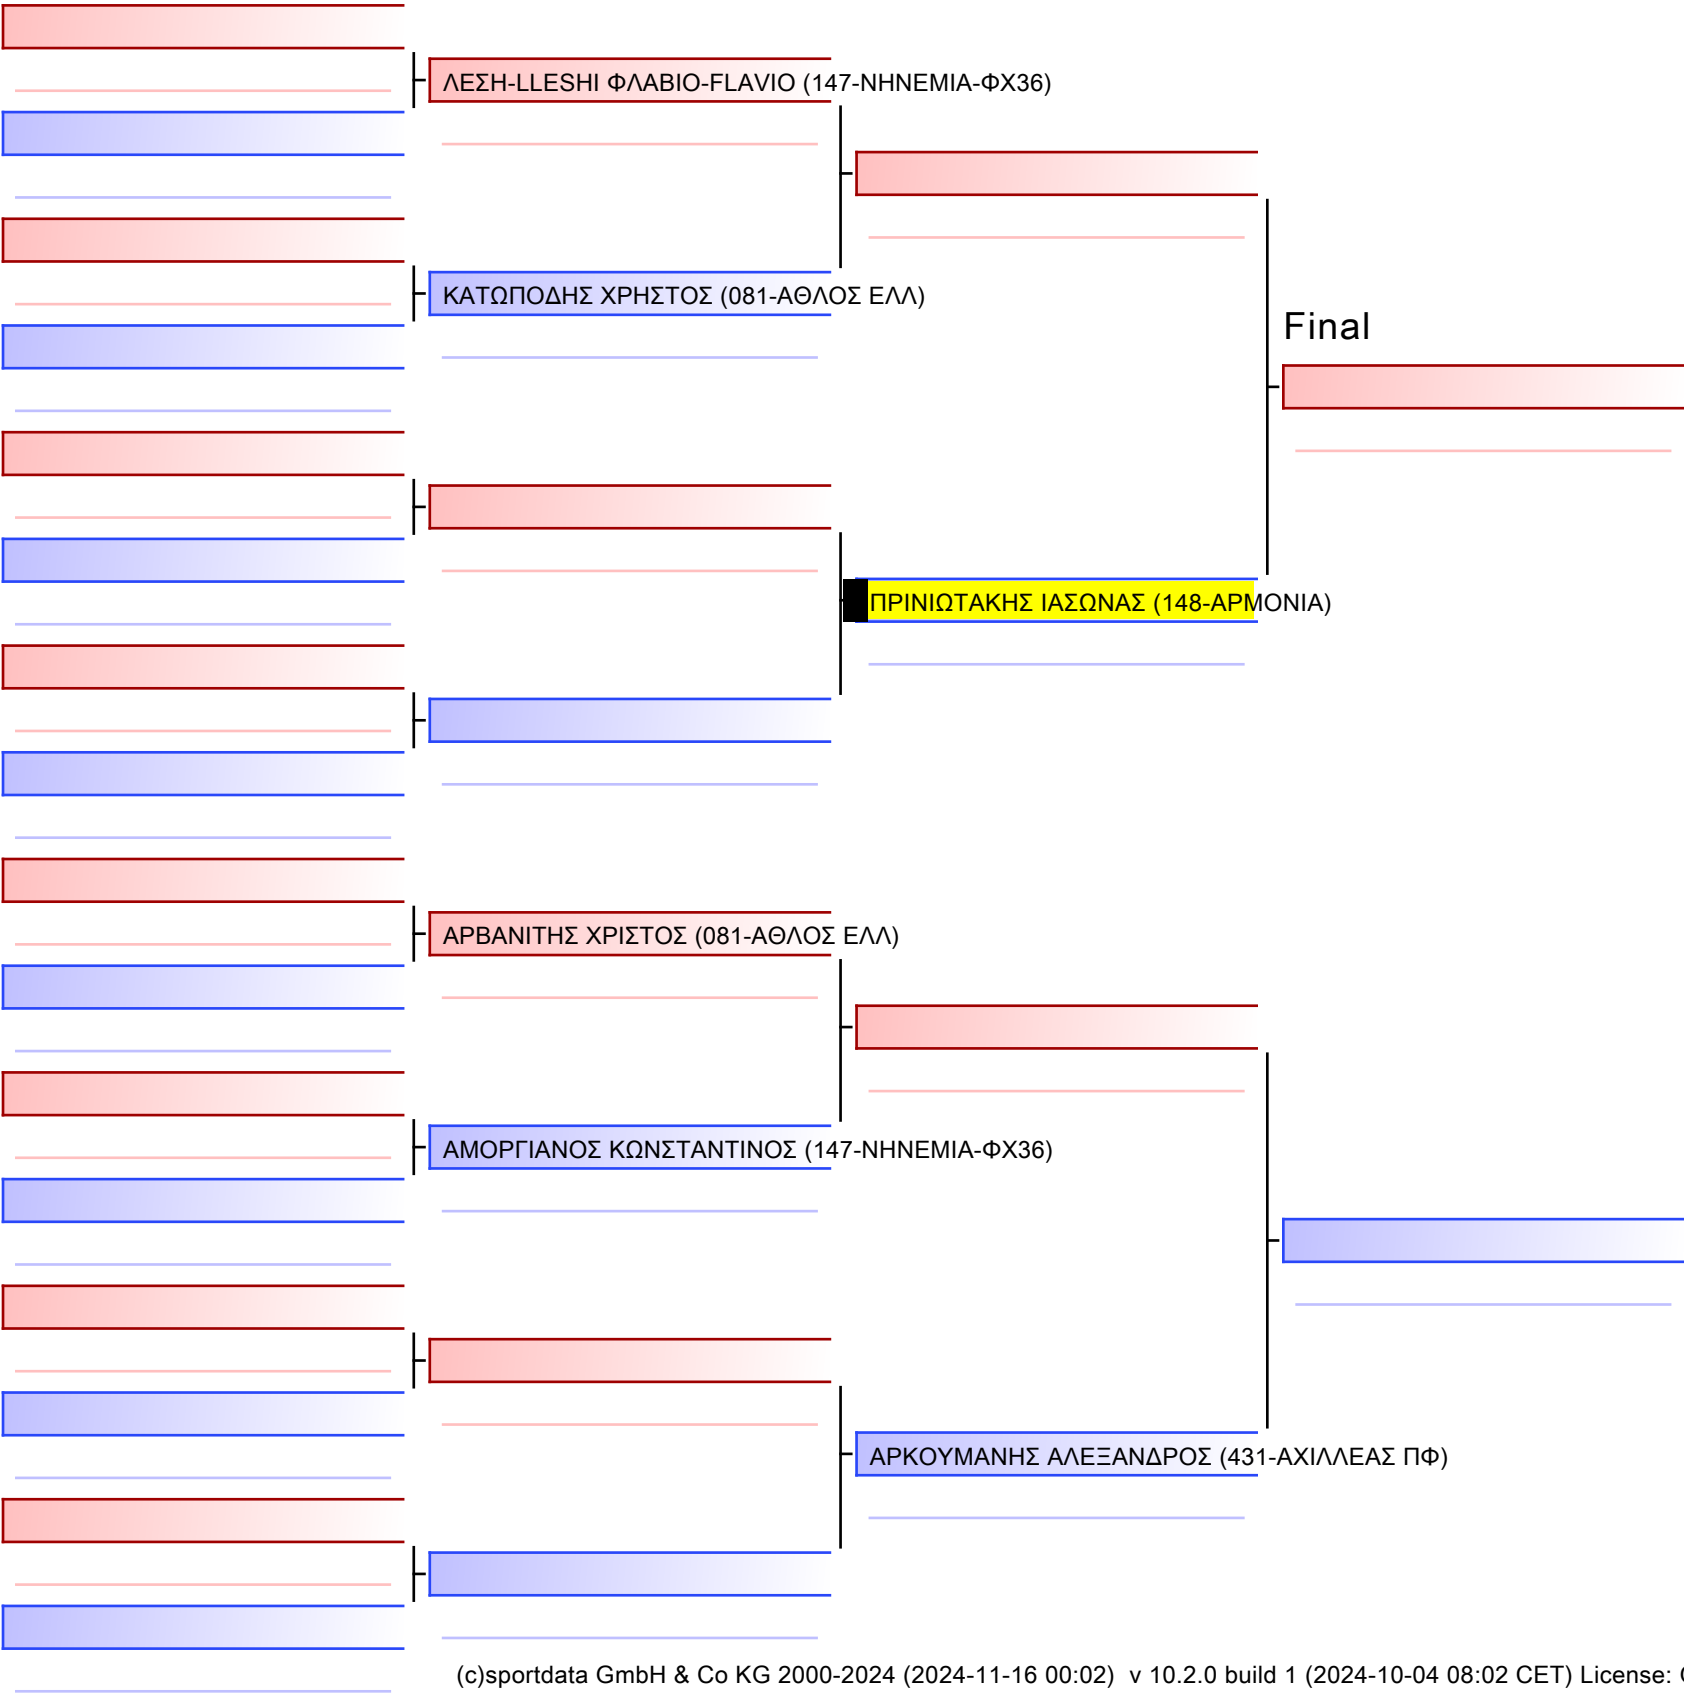 ΛΕΣΗ-LLESHI ΦΛΑΒΙΟ-FLAVIO (147-ΝΗΝΕΜΙΑ-ΦΧ36)
ΚΑΤΩΠΟΔΗΣ ΧΡΗΣΤΟΣ (081-ΑΘΛΟΣ ΕΛΛ)
Final
ΠΡΙΝΙΩΤΑΚΗΣ ΙΑΣΩΝΑΣ (148-ΑΡΜΟΝΙΑ)
ΑΡΒΑΝΙΤΗΣ ΧΡΙΣΤΟΣ (081-ΑΘΛΟΣ ΕΛΛ)
ΑΜΟΡΓΙΑΝΟΣ ΚΩΝΣΤΑΝΤΙΝΟΣ (147-ΝΗΝΕΜΙΑ-ΦΧ36)
ΑΡΚΟΥΜΑΝΗΣ ΑΛΕΞΑΝΔΡΟΣ (431-ΑΧΙΛΛΕΑΣ ΠΦ)
(c)sportdata GmbH & Co KG 2000-2024 (2024-11-16 00:02) v 10.2.0 build 1 (2024-10-04 08:02 CET) License: